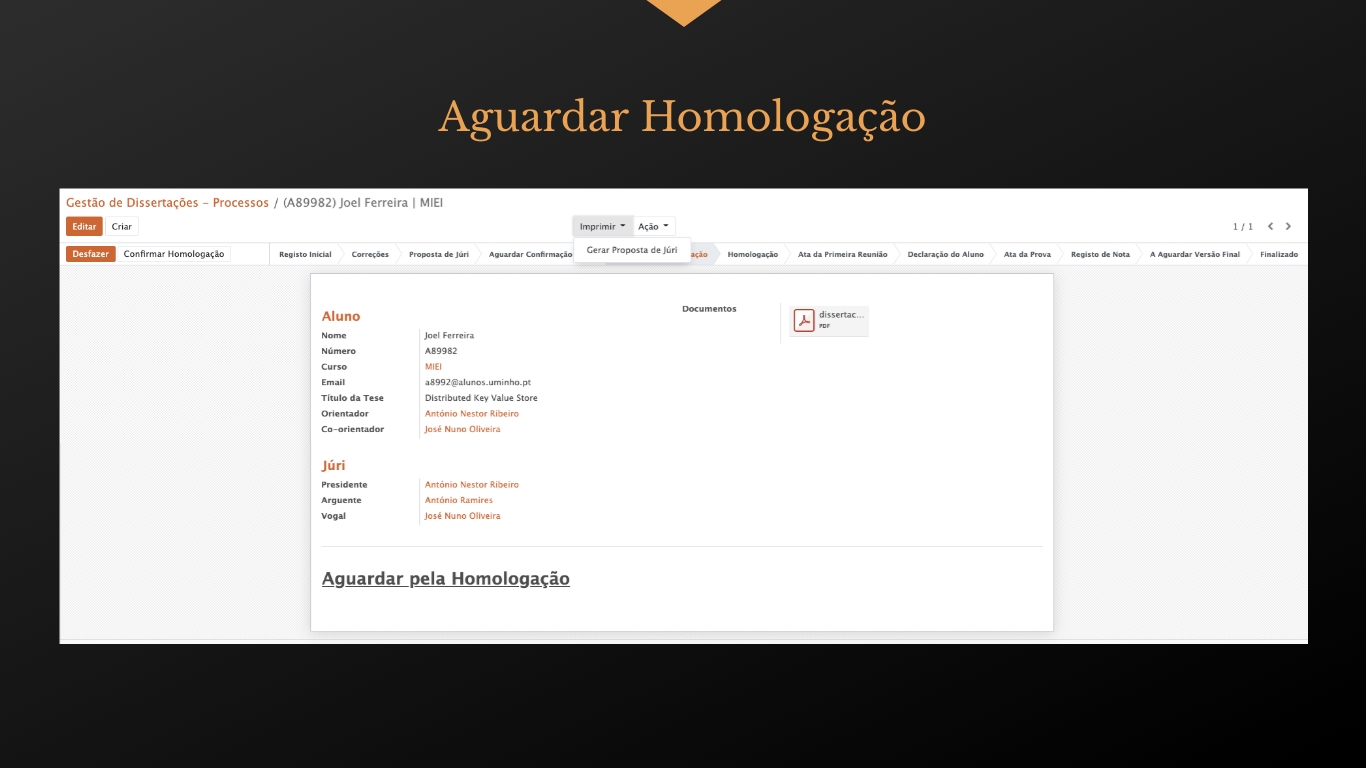 Aguardar Homologação
Gestão de Dissertações – Processos / (A89982) Joel Ferreira | MIEI
Editar Criar Imprimir Ação 1 / 1
Gerar Proposta de Júri
Desfazer Confirmar Homologação Registo Inicial Correções Proposta de Júri Aguardar Confirmação Homologação Ata da Primeira Reunião Declaração do Aluno Ata da Prova Registo de Nota A Aguardar Versão Final Finalizado
Aluno
Nome Joel Ferreira
Número A89982
Curso MIEI
Email a8992@alunos.uminho.pt
Título da Tese Distributed Key Value Store
Orientador António Nestor Ribeiro
Co-orientador José Nuno Oliveira
Documentos
dissertac...
PDF
Júri
Presidente António Nestor Ribeiro
Arguente António Ramires
Vogal José Nuno Oliveira
Aguardar pela Homologação